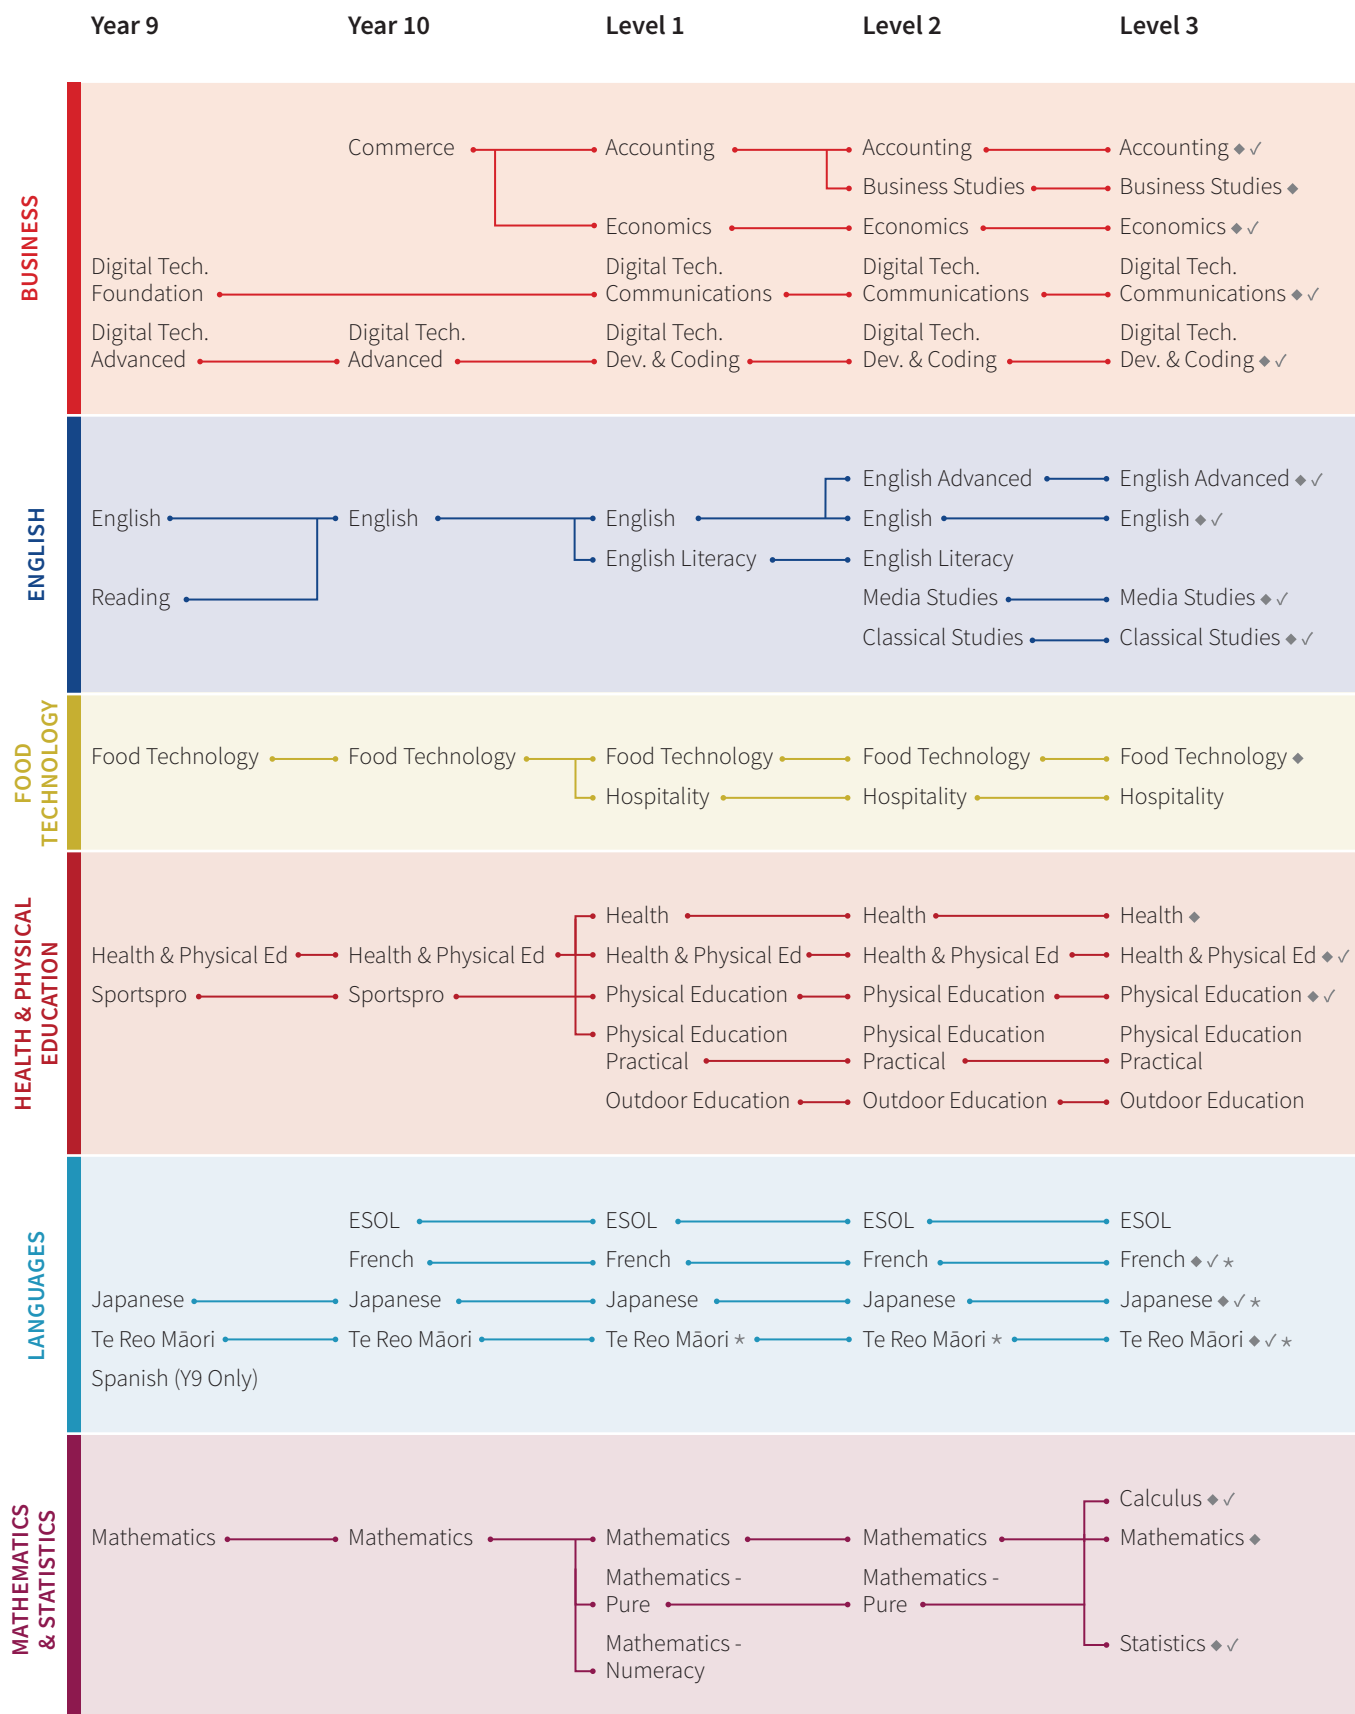 Year 9 Year 10 Level 1 Level 2 Level 3
BUSINESS
Commerce Accounting Accounting Accounting ◆ ✓
Business Studies Business Studies ◆
Economics Economics Economics ◆ ✓
Digital Tech. Digital Tech. Digital Tech. Digital Tech.
Foundation Communications Communications Communications ◆ ✓
Digital Tech. Digital Tech. Digital Tech. Digital Tech. Digital Tech.
Advanced Advanced Dev. & Coding Dev. & Coding Dev. & Coding ◆ ✓
ENGLISH
English Advanced English Advanced ◆ ✓
English English English English English ◆ ✓
English Literacy English Literacy
Reading Media Studies Media Studies ◆ ✓
Classical Studies Classical Studies ◆ ✓
FOOD
TECHNOLOGY
Food Technology Food Technology Food Technology Food Technology Food Technology ◆
Hospitality Hospitality Hospitality
HEALTH & PHYSICAL
EDUCATION
Health Health Health ◆
Health & Physical Ed Health & Physical Ed Health & Physical Ed Health & Physical Ed Health & Physical Ed ◆ ✓
Sportspro Sportspro Physical Education Physical Education Physical Education ◆ ✓
Physical Education Physical Education Physical Education
Practical Practical Practical
Outdoor Education Outdoor Education Outdoor Education
LANGUAGES
ESOL ESOL ESOL ESOL
French French French French ◆ ✓ *
Japanese Japanese Japanese Japanese Japanese ◆ ✓ *
Te Reo Māori Te Reo Māori Te Reo Māori * Te Reo Māori * Te Reo Māori ◆ ✓ *
Spanish (Y9 Only)
MATHEMATICS
& STATISTICS
Calculus ◆ ✓
Mathematics Mathematics Mathematics Mathematics Mathematics ◆
Mathematics - Mathematics -
Pure Pure
Mathematics - Statistics ◆ ✓
Numeracy